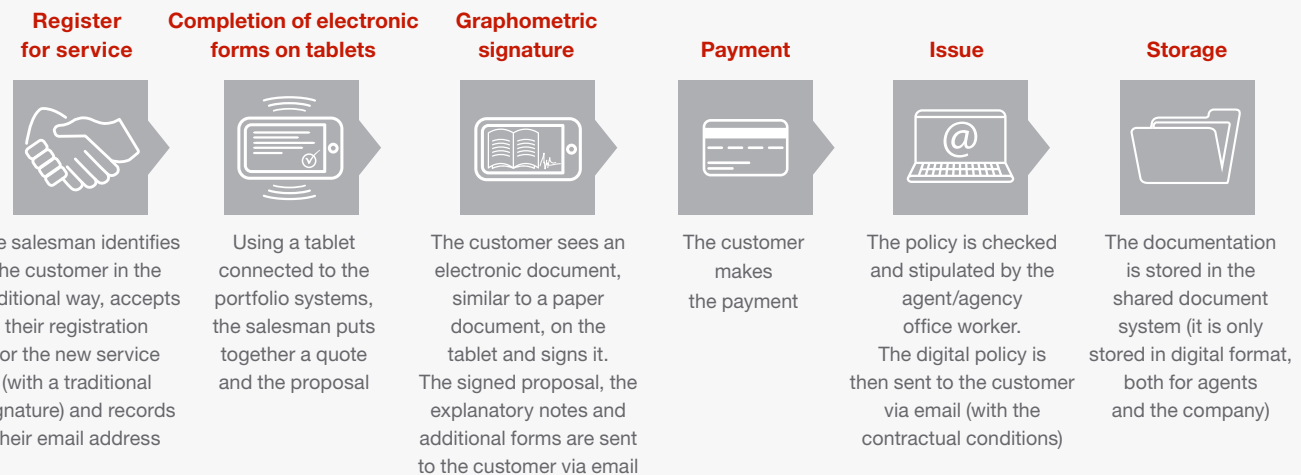 Register
for service
Completion of electronic
forms on tablets
Graphometric
signature
Payment
Issue
Storage
@
salesman identifies
customer in the
way, accepts
their registration
the new service
(with a traditional
and records
email address
Using a tablet
connected to the
portfolio systems,
the salesman puts
together a quote
and the proposal
The customer sees an
electronic document,
similar to a paper
document, on the
tablet and signs it.
The signed proposal, the
explanatory notes and
additional forms are sent
to the customer via email
The customer
makes
the payment
The policy is checked
and stipulated by the
agent/agency
office worker.
The digital policy is
then sent to the customer
via email (with the
contractual conditions)
The documentation
is stored in the
shared document
system (it is only
stored in digital format,
both for agents
and the company)